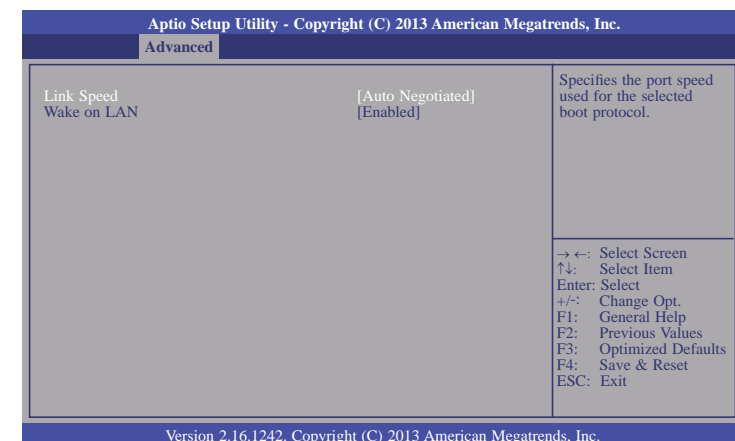 Aptio Setup Utility - Copyright (C) 2013 American Megatrends, Inc.
Advanced
Link Speed [Auto Negotiated]
Wake on LAN [Enabled]
Specifies the port speed
used for the selected
boot protocol.
→ ←: Select Screen
↑↓: Select Item
Enter: Select
+/-: Change Opt.
F1: General Help
F2: Previous Values
F3: Optimized Defaults
F4: Save & Reset
ESC: Exit
Version 2.16.1242. Copyright (C) 2013 American Megatrends, Inc.